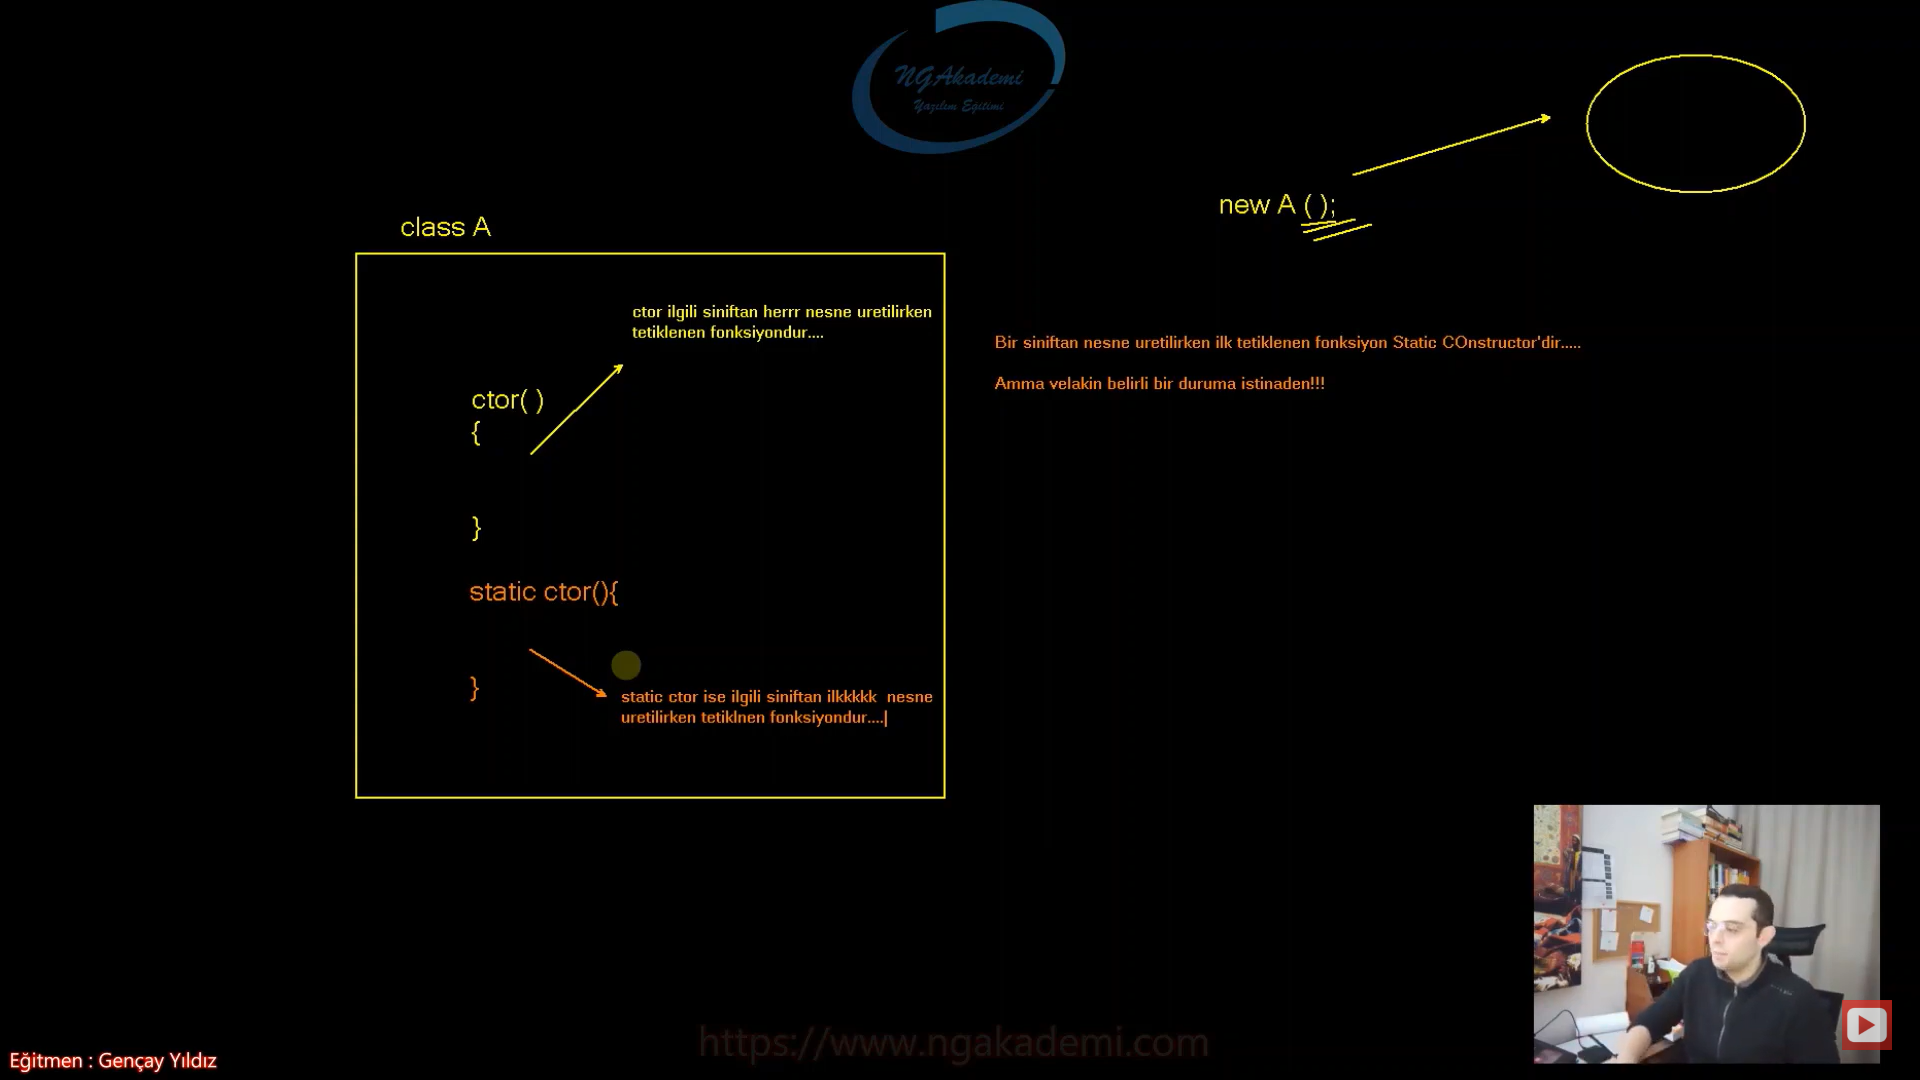 NGAkademi
Yazılım Eğitimi
new A ( );
class A
ctor ilgili siniftan herrr nesne uretilirken
tetiklenen fonksiyondur....
Bir siniftan nesne uretilirken ilk tetiklenen fonksiyon Static COnstructor'dir.....
Amma velakin belirli bir duruma istinaden!!!
ctor( )
{
}
static ctor(){
}
static ctor ise ilgili siniftan ilkkkkk  nesne
uretilirken tetiklnen fonksiyondur....
https://www.ngakademi.com
Eğitmen : Gençay Yıldız